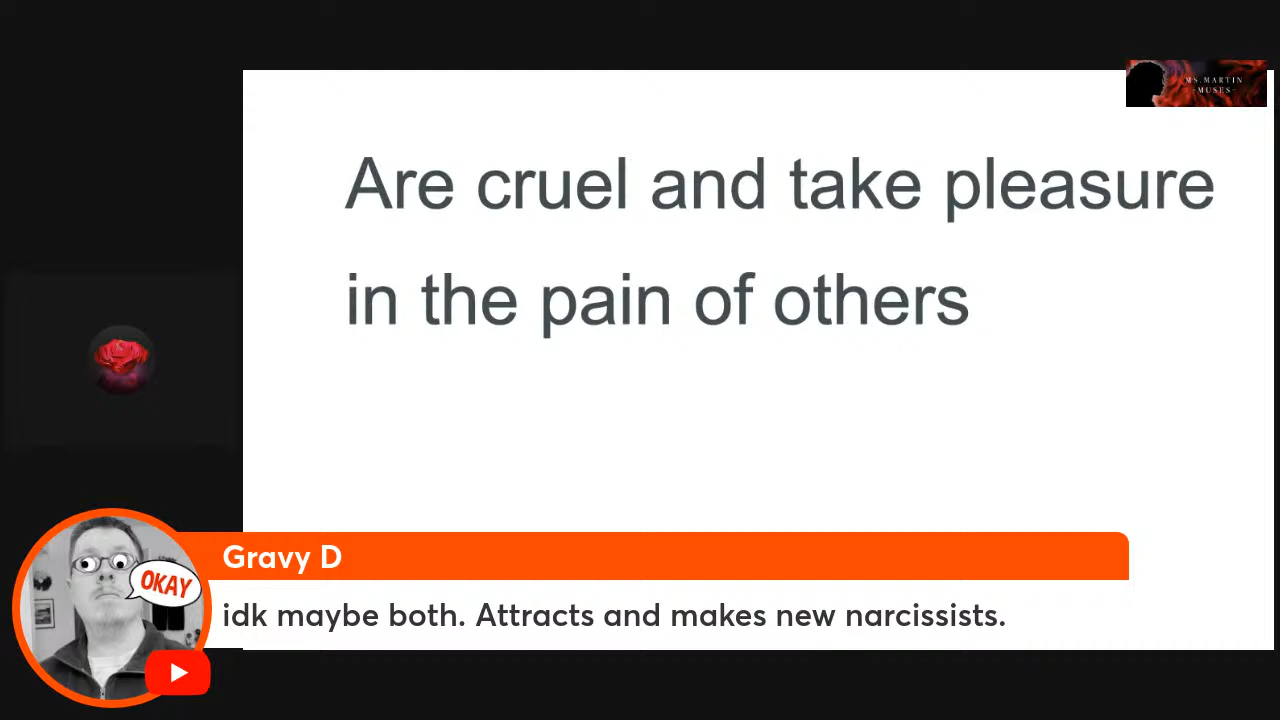 MS.MARTIN
-MUSES-
Are cruel and take pleasure
in the pain of others
OKAY
Gravy D
idk maybe both. Attracts and makes new narcissists.